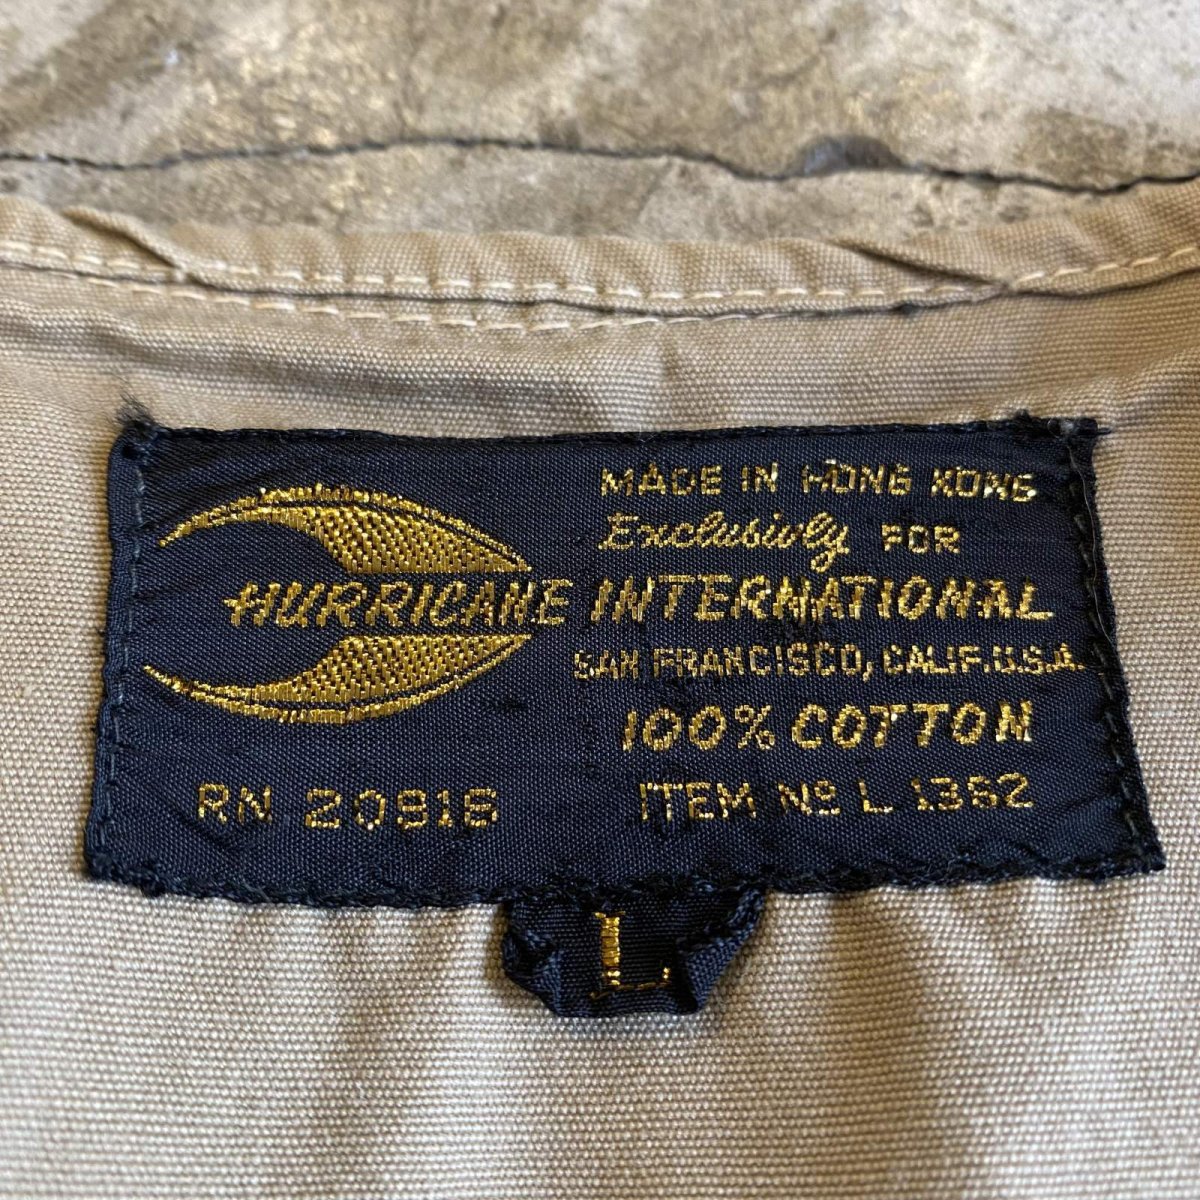 MADE IN HONG KONG
Exclusivly FOR
HURRICANE INTERNATIONAL
SAN FRANCISCO, CALIF. U.S.A.
100% COTTON
RN 20918 ITEM Nº L 1362
L